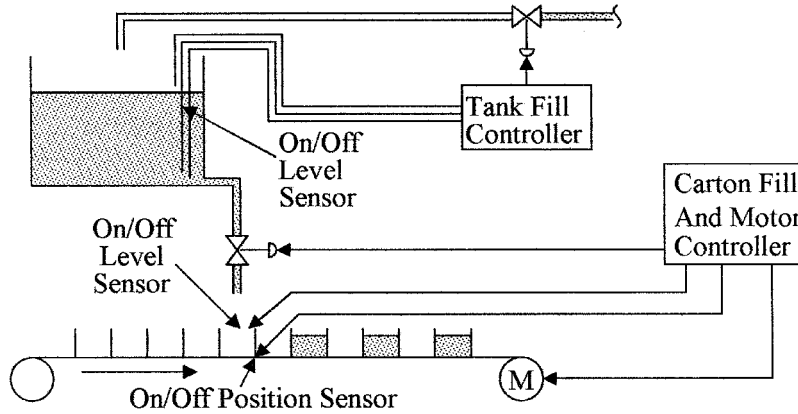 Tank Fill
Controller
On/Off
Level
Sensor
Carton Fill
And Motor
Controller
On/Off
Level
Sensor
M
On/Off Position Sensor